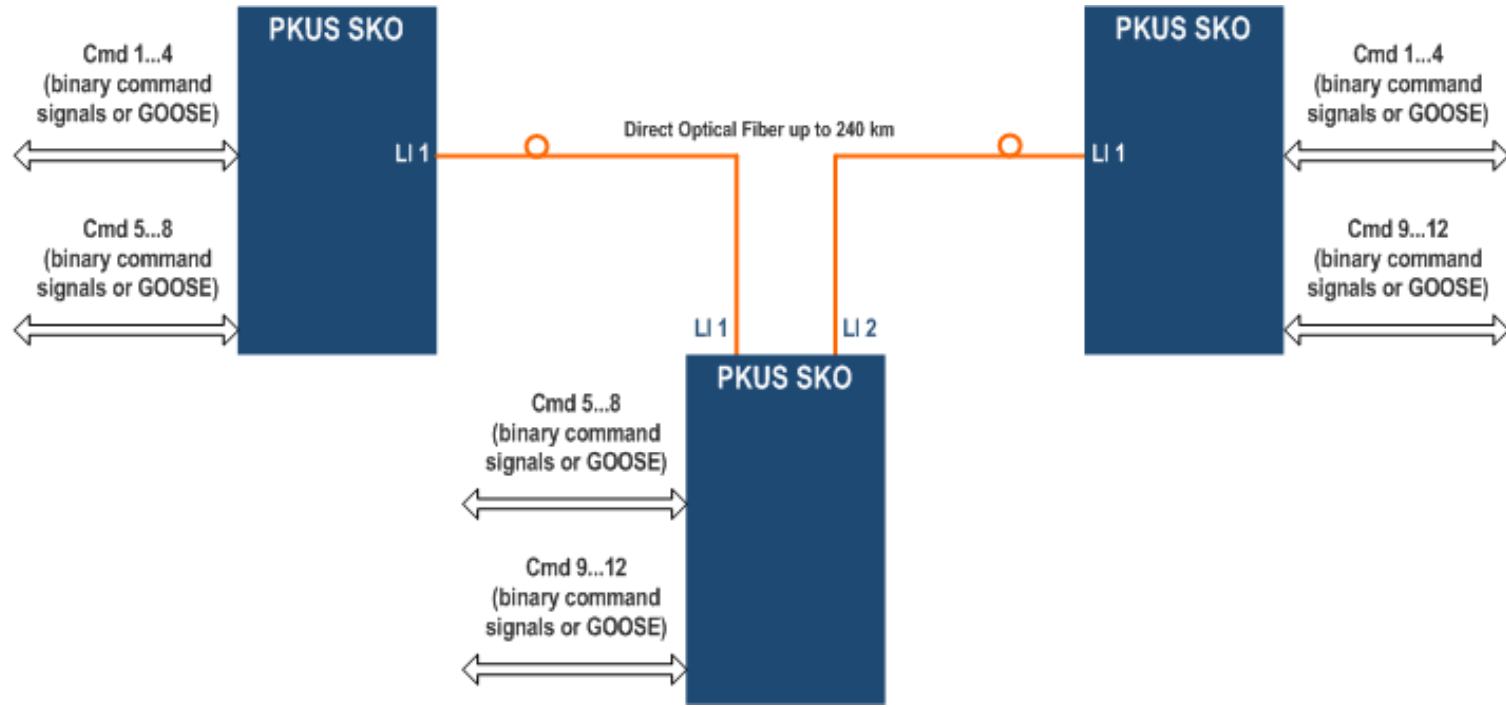 PKUS SKO
Cmd 1...4
(binary command
signals or GOOSE)
Cmd 5...8
(binary command
signals or GOOSE)
LI 1
Direct Optical Fiber up to 240 km
PKUS SKO
LI 1
Cmd 1...4
(binary command
signals or GOOSE)
Cmd 9...12
(binary command
signals or GOOSE)
LI 1
LI 2
PKUS SKO
Cmd 5...8
(binary command
signals or GOOSE)
Cmd 9...12
(binary command
signals or GOOSE)